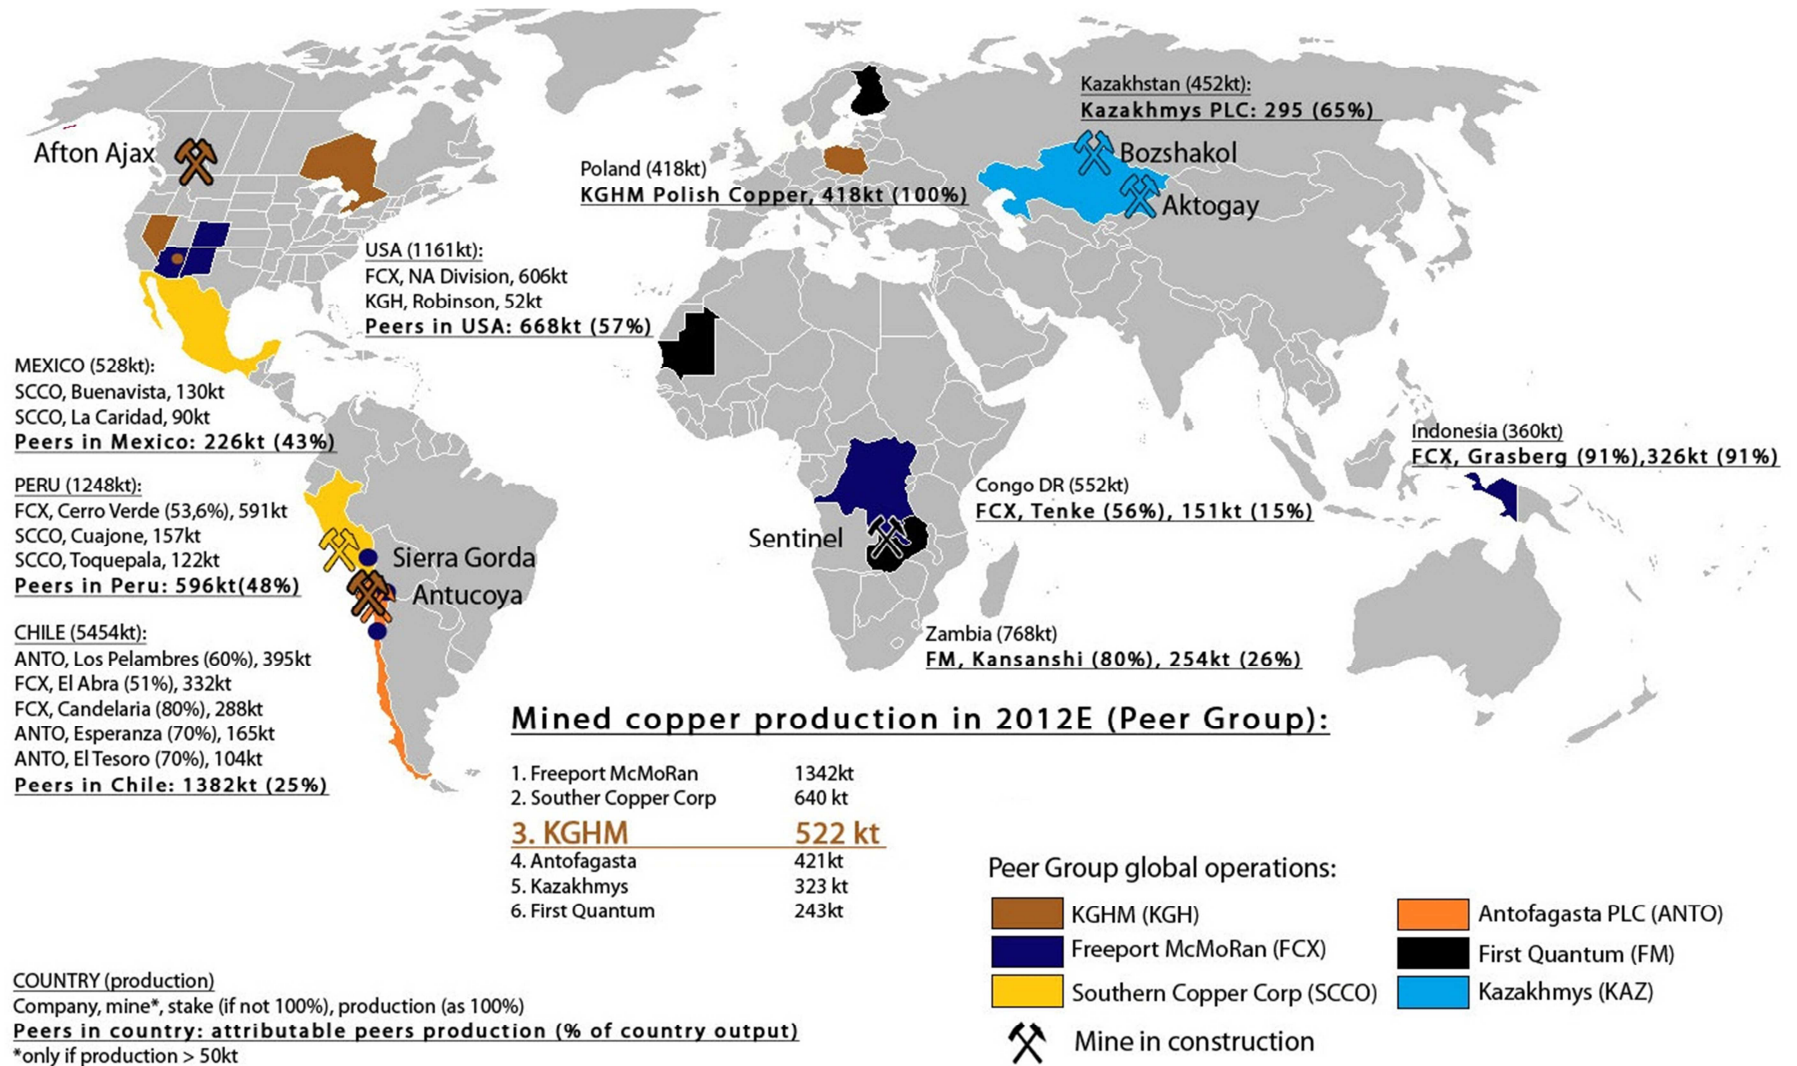 Afton Ajax
Kazakhstan (452kt):
Kazakhmys PLC: 295 (65%)
Bozshakol
Aktogay
Poland (418kt)
KGHM Polish Copper, 418kt (100%)
USA (1161kt):
FCX, NA Division, 606kt
KGH, Robinson, 52kt
Peers in USA: 668kt (57%)
MEXICO (528kt):
SCCO, Buenavista, 130kt
SCCO, La Caridad, 90kt
Peers in Mexico: 226kt (43%)
Indonesia (360kt)
FCX, Grasberg (91%),326kt (91%)
PERU (1248kt):
FCX, Cerro Verde (53,6%), 591kt
SCCO, Cuajone, 157kt
SCCO, Toquepala, 122kt
Peers in Peru: 596kt(48%)
Sierra Gorda
Antucoya
Congo DR (552kt)
FCX, Tenke (56%), 151kt (15%)
Sentinel
Zambia (768kt)
FM, Kansanshi (80%), 254kt (26%)
CHILE (5454kt):
ANTO, Los Pelambres (60%), 395kt
FCX, El Abra (51%), 332kt
FCX, Candelaria (80%), 288kt
ANTO, Esperanza (70%), 165kt
ANTO, El Tesoro (70%), 104kt
Peers in Chile: 1382kt (25%)
Mined copper production in 2012E (Peer Group):
1. Freeport McMoRan 1342kt
2. Souther Copper Corp 640 kt
3. KGHM 522 kt
4. Antofagasta 421kt
5. Kazakhmys 323 kt
6. First Quantum 243kt
Peer Group global operations:
KGHM (KGH)
Freeport McMoRan (FCX)
Southern Copper Corp (SCCO)
Antofagasta PLC (ANTO)
First Quantum (FM)
Kazakhmys (KAZ)
Mine in construction
COUNTRY (production)
Company, mine*, stake (if not 100%), production (as 100%)
Peers in country: attributable peers production (% of country output)
*only if production > 50kt